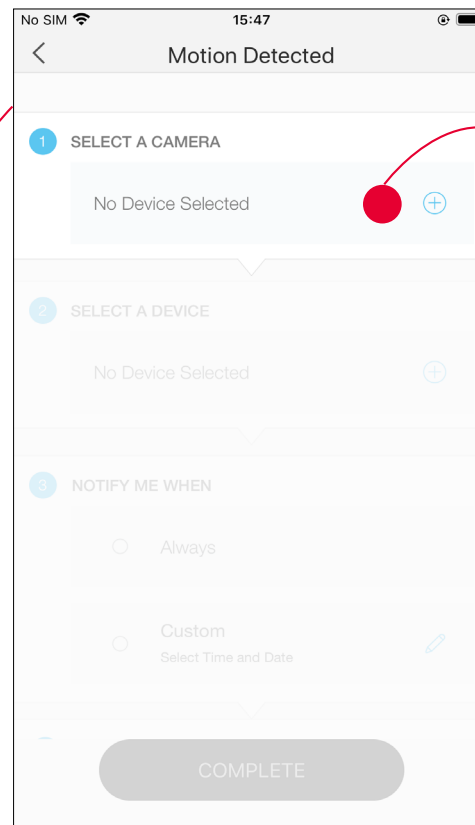 No SIM 15:47
Motion Detected
1 SELECT A CAMERA
No Device Selected
2 SELECT A DEVICE
No Device Selected
3 NOTIFY ME WHEN
Always
Custom
Select Time and Date
COMPLETE